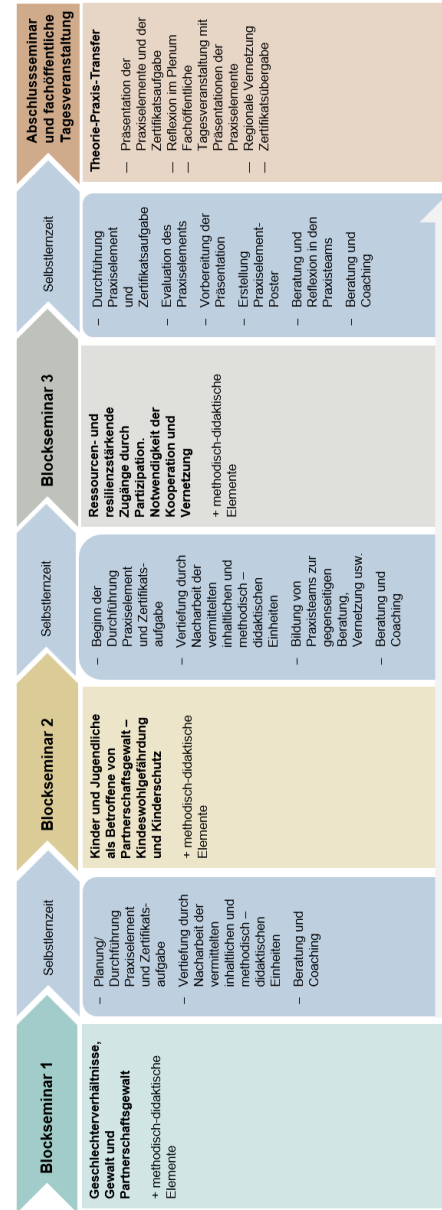 Blockseminar 1
Geschlechterverhältnisse,
Gewalt und
Partnerschaftsgewalt
+ methodisch-didaktische
Elemente
Selbstlernzeit
– Planung/
Durchführung
Praxiselement
und Zertifikats-
aufgabe
– Vertiefung durch
Nacharbeit der
vermittelten
inhaltlichen und
methodisch –
didaktischen
Einheiten
– Beratung und
Coaching
Blockseminar 2
Kinder und Jugendliche
als Betroffene von
Partnerschaftsgewalt –
Kindeswohlgefährdung
und Kinderschutz
+ methodisch-didaktische
Elemente
Selbstlernzeit
– Beginn der
Durchführung
Praxiselement
und Zertifikats-
aufgabe
– Vertiefung durch
Nacharbeit der
vermittelten
inhaltlichen und
methodisch –
didaktischen
Einheiten
– Bildung von
Praxisteams zur
gegenseitigen
Beratung,
Vernetzung usw.
– Beratung und
Coaching
Blockseminar 3
Ressourcen- und
resilienzstärkende
Zugänge durch
Partizipation.
Notwendigkeit der
Kooperation und
Vernetzung
+ methodisch-didaktische
Elemente
Selbstlernzeit
– Durchführung
Praxiselement
und
Zertifikatsaufgabe
– Evaluation des
Praxiselements
– Vorbereitung der
Präsentation
– Erstellung
Praxiselement-
Poster
– Beratung und
Reflexion in den
Praxisteams
– Beratung und
Coaching
Abschlussseminar
und fachöffentliche
Tagesveranstaltung
Theorie-Praxis-Transfer
– Präsentation der
Praxiselemente und der
Zertifikatsaufgabe
– Reflexion im Plenum
– Fachöffentliche
Tagesveranstaltung mit
Präsentationen der
Praxiselemente
– Regionale Vernetzung
– Zertifikatsübergabe